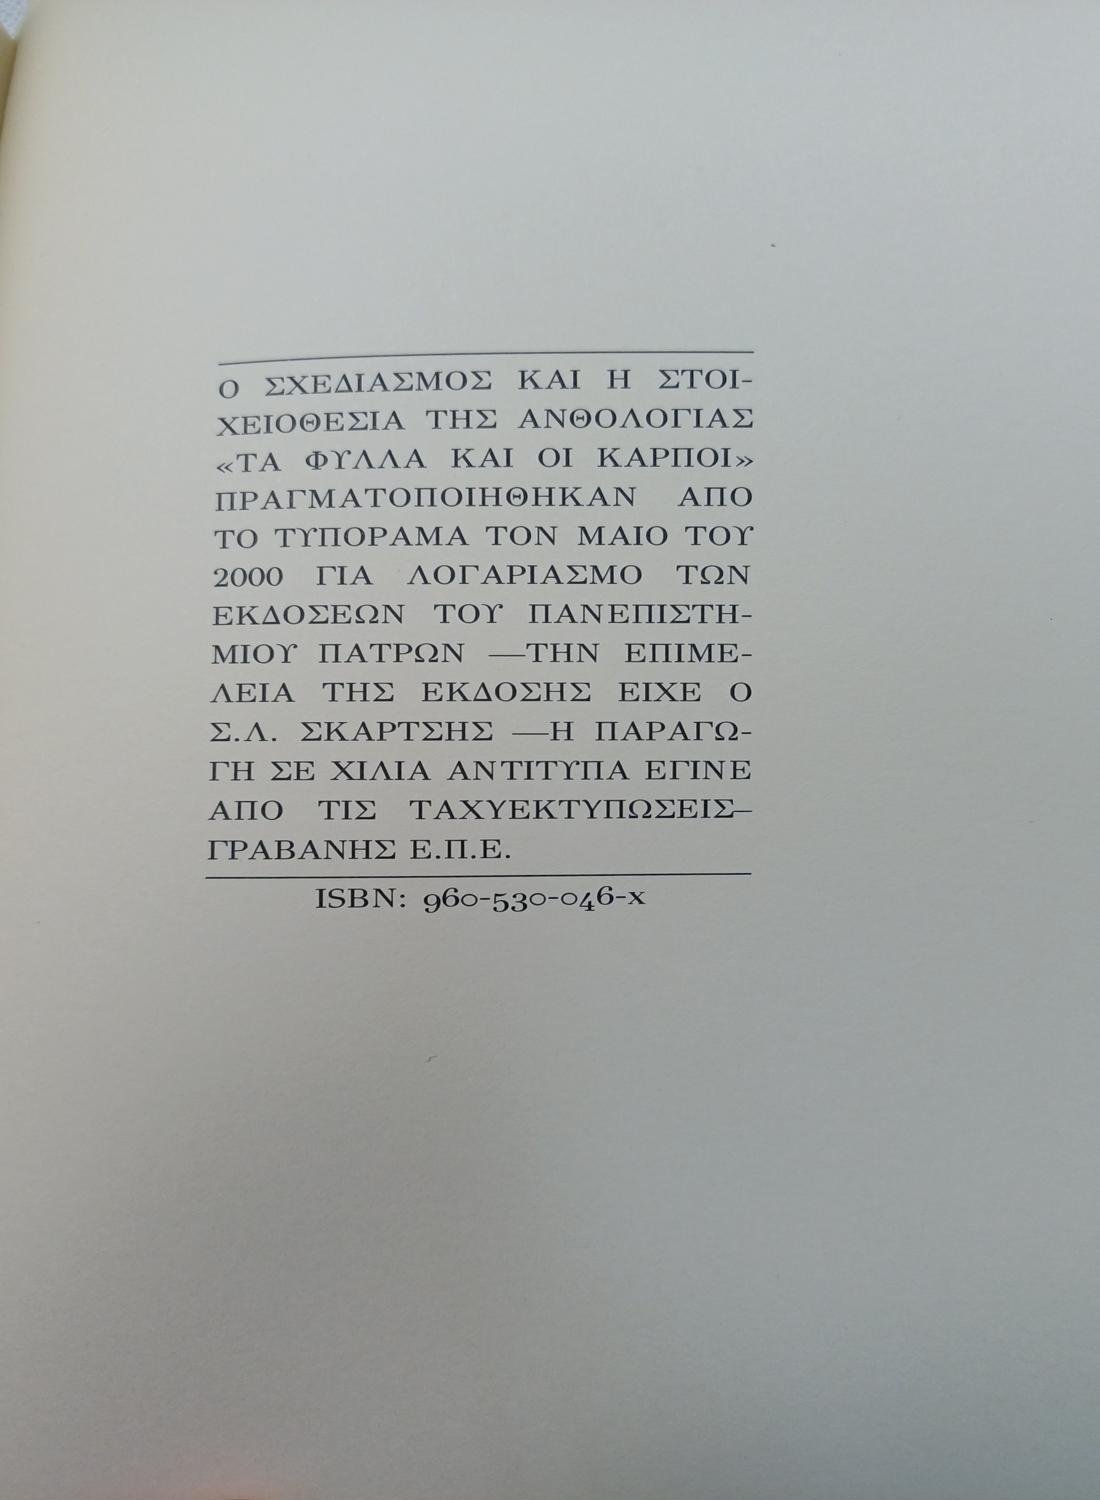 Ο ΣΧΕΔΙΑΣΜΟΣ ΚΑΙ Η ΣΤΟΙ-
ΧΕΙΟΘΕΣΙΑ ΤΗΣ ΑΝΘΟΛΟΓΙΑΣ
«ΤΑ ΦΥΛΛΑ ΚΑΙ ΟΙ ΚΑΡΠΟΙ»
ΠΡΑΓΜΑΤΟΠΟΙΗΘΗΚΑΝ ΑΠΟ
ΤΟ ΤΥΠΟΡΑΜΑ ΤΟΝ ΜΑΙΟ ΤΟΥ
2000 ΓΙΑ ΛΟΓΑΡΙΑΣΜΟ ΤΩΝ
ΕΚΔΟΣΕΩΝ ΤΟΥ ΠΑΝΕΠΙΣΤΗ-
ΜΙΟΥ ΠΑΤΡΩΝ —ΤΗΝ ΕΠΙΜΕ-
ΛΕΙΑ ΤΗΣ ΕΚΔΟΣΗΣ ΕΙΧΕ Ο
Σ.Λ. ΣΚΑΡΤΣΗΣ —Η ΠΑΡΑΓΩ-
ΓΗ ΣΕ ΧΙΛΙΑ ΑΝΤΙΤΥΠΑ ΕΓΙΝΕ
ΑΠΟ ΤΙΣ ΤΑΧΥΕΚΤΥΠΩΣΕΙΣ–
ΓΡΑΒΑΝΗΣ Ε.Π.Ε.
ISBN: 960-530-046-x